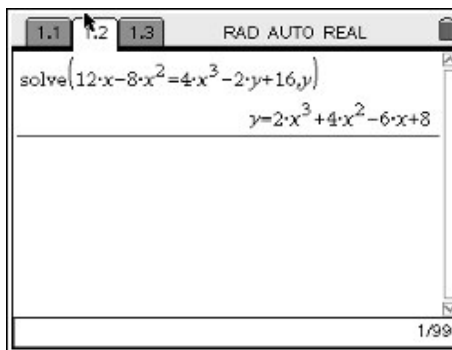 1.1 1.2 1.3 RAD AUTO REAL
solve(12·x−8·x²=4·x³−2·y+16,y)
y=2·x³+4·x²−6·x+8
1/99